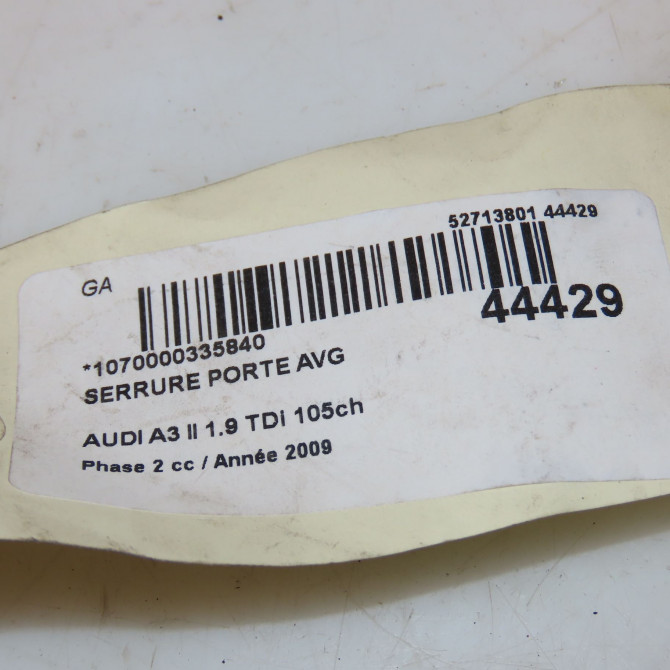 52713801 44429
GA
44429
*1070000335840
SERRURE PORTE AVG
AUDI A3 II 1.9 TDi 105ch
Phase 2 cc / Année 2009